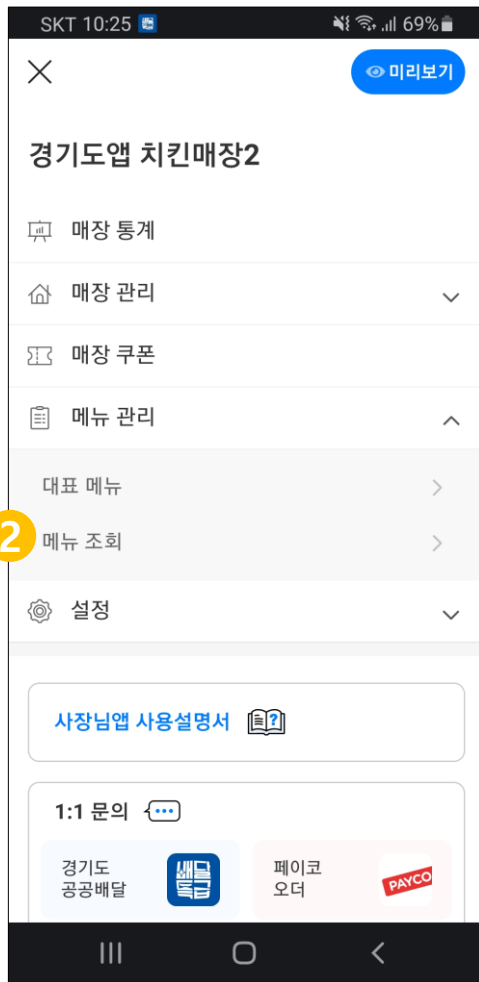 SKT 10:25
69%
미리보기
경기도앱 치킨매장2
매장 통계
매장 관리
매장 쿠폰
메뉴 관리
대표 메뉴
2
메뉴 조회
설정
사장님앱 사용설명서
1:1 문의
경기도
공공배달
배달
특급
페이코
오더
PAYCO